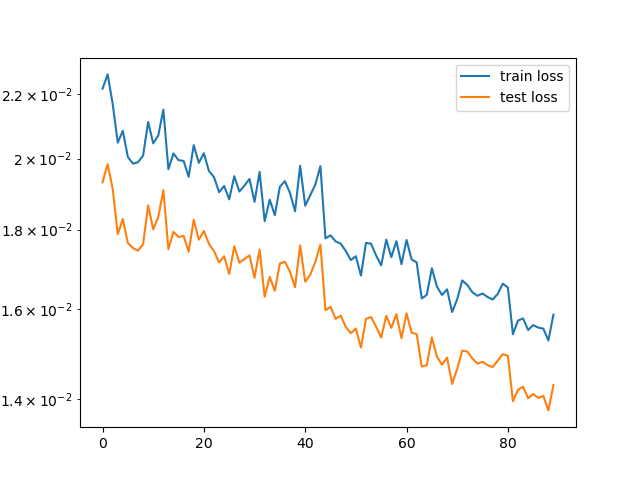 train loss
test loss
2.2 × 10⁻²
2 × 10⁻²
1.8 × 10⁻²
1.6 × 10⁻²
1.4 × 10⁻²
0 20 40 60 80